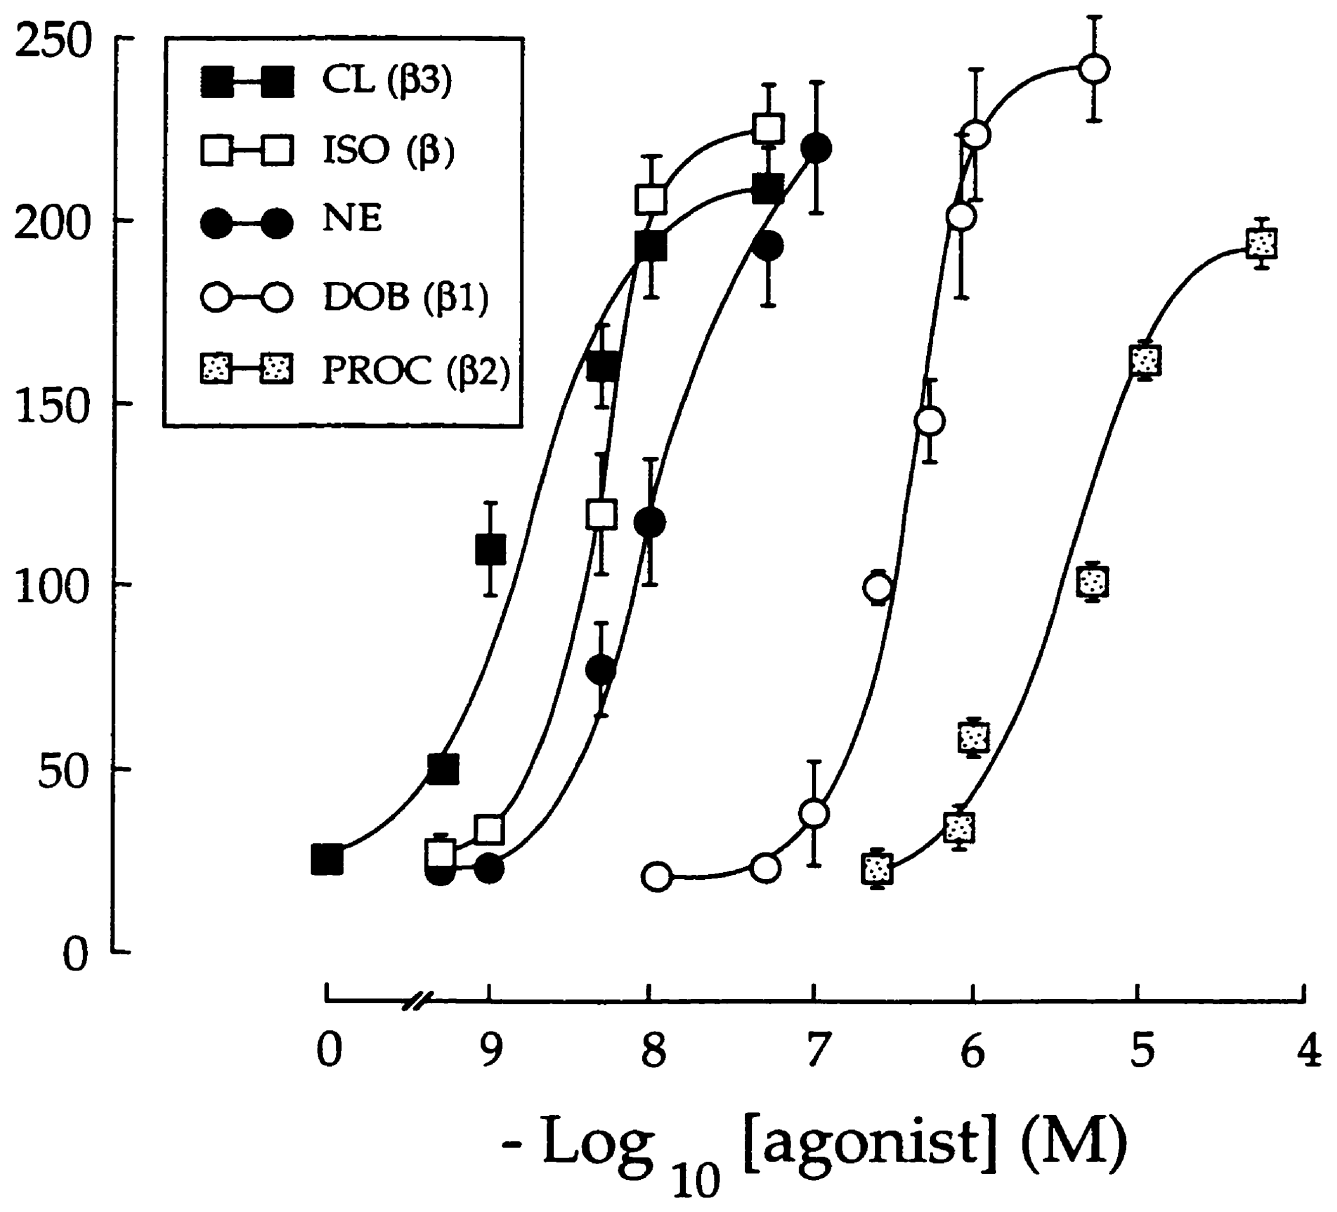 250
200
150
100
50
0
CL (β3)
ISO (β)
NE
DOB (β1)
PROC (β2)
0 9 8 7 6 5 4
- Log 10 [agonist] (M)